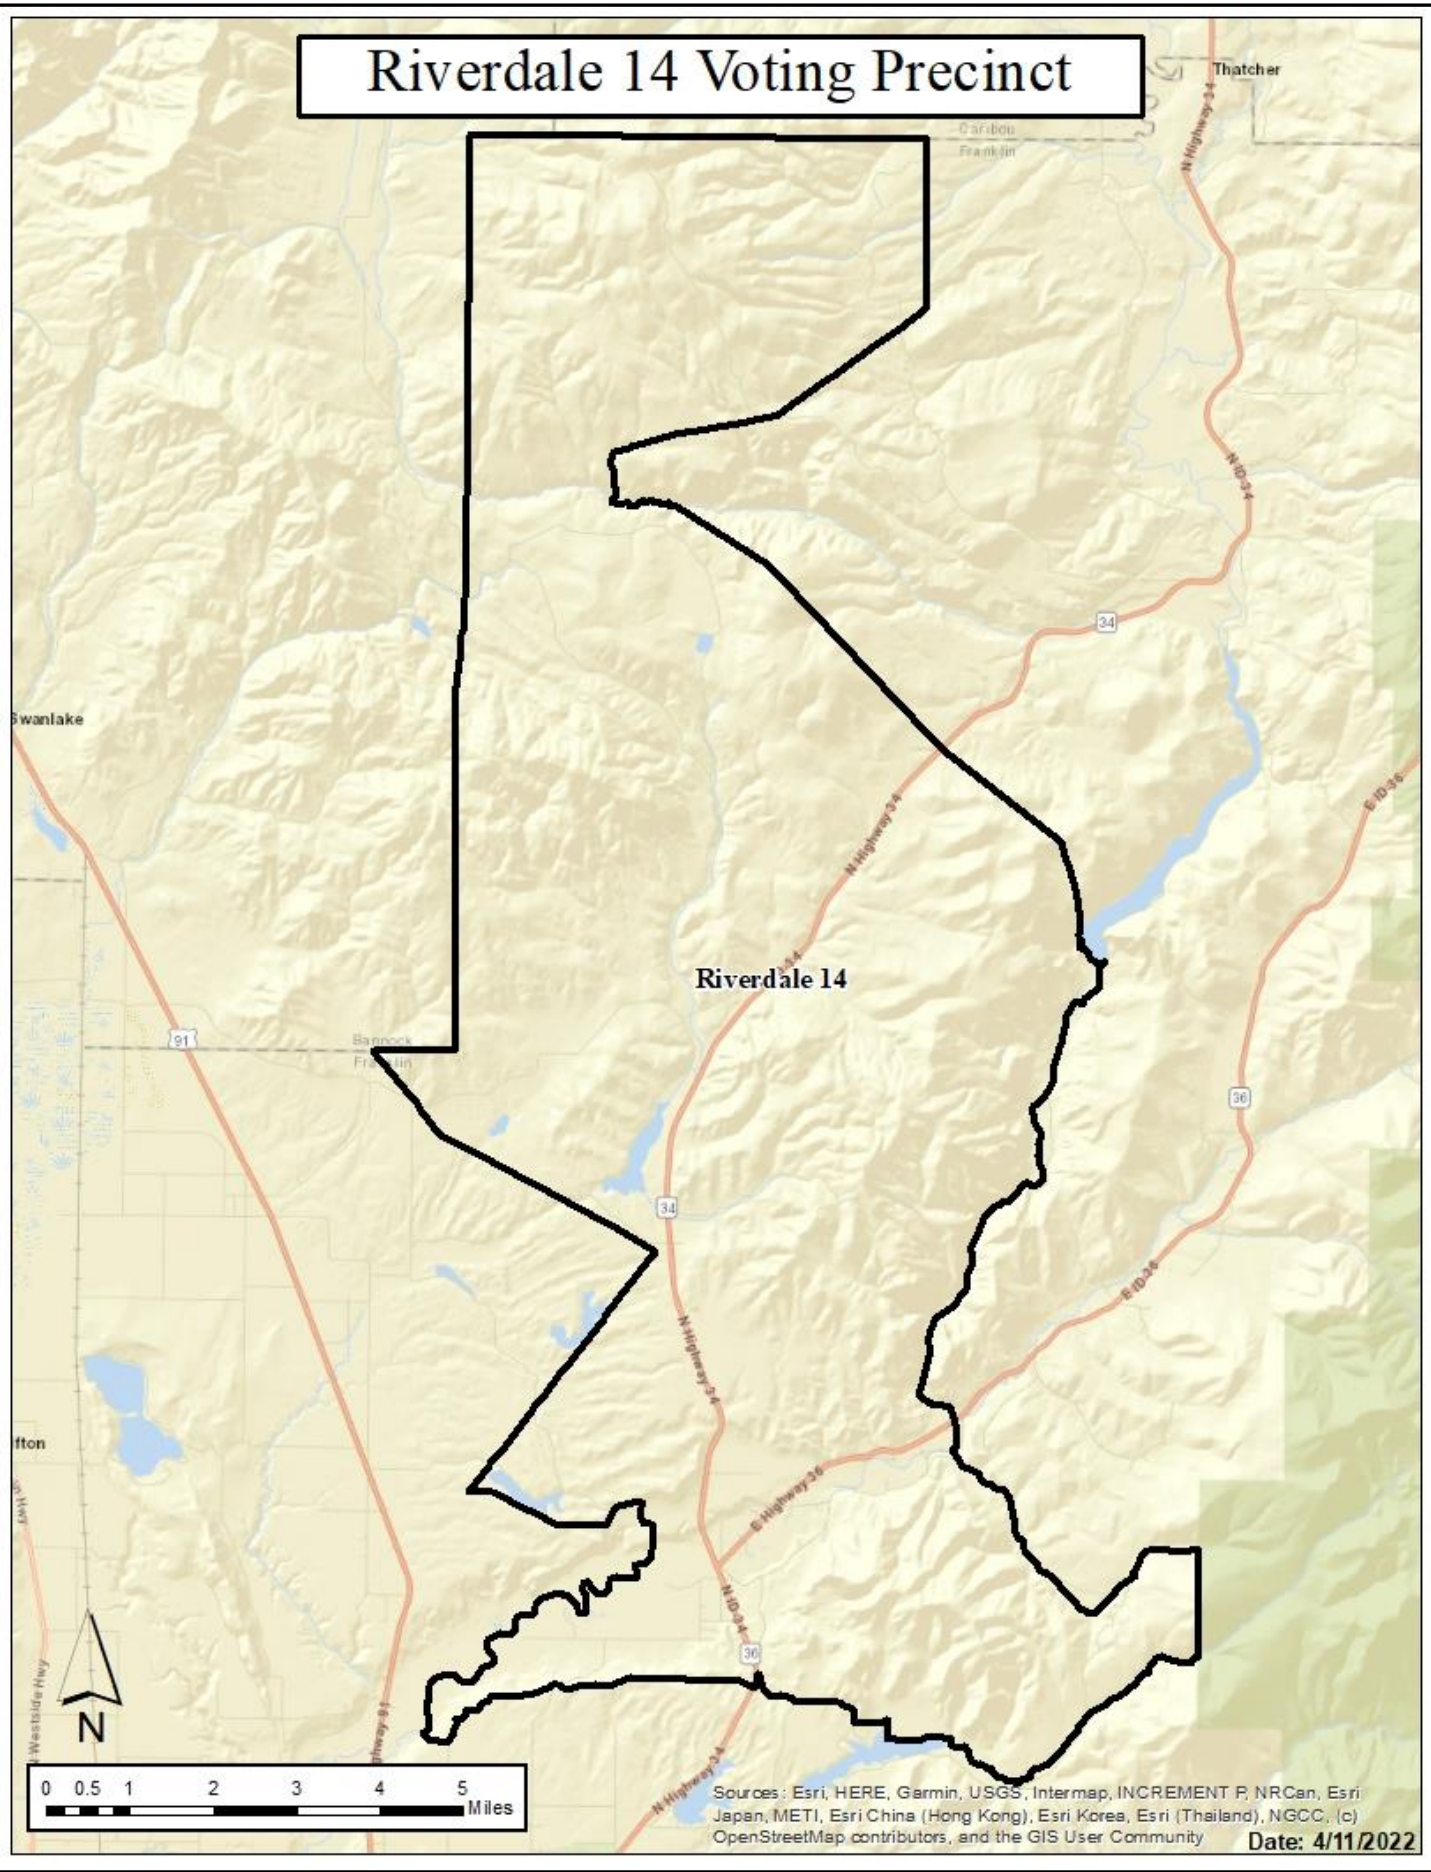 Riverdale 14 Voting Precinct
Thatcher
Caribou
Franklin
N Highway 34
N ID-34
34
Swanlake
E ID-36
N Highway 34
Riverdale 14
91
Bannock
Franklin
36
34
E ID-36
N Highway 34
ifton
E Highway 36
N ID-34
36
N Westside Hwy
ghway 91
N Highway 34
N
0 0.5 1 2 3 4 5
Miles
Sources: Esri, HERE, Garmin, USGS, Intermap, INCREMENT P, NRCan, Esri
Japan, METI, Esri China (Hong Kong), Esri Korea, Esri (Thailand), NGCC, (c)
OpenStreetMap contributors, and the GIS User Community
Date: 4/11/2022